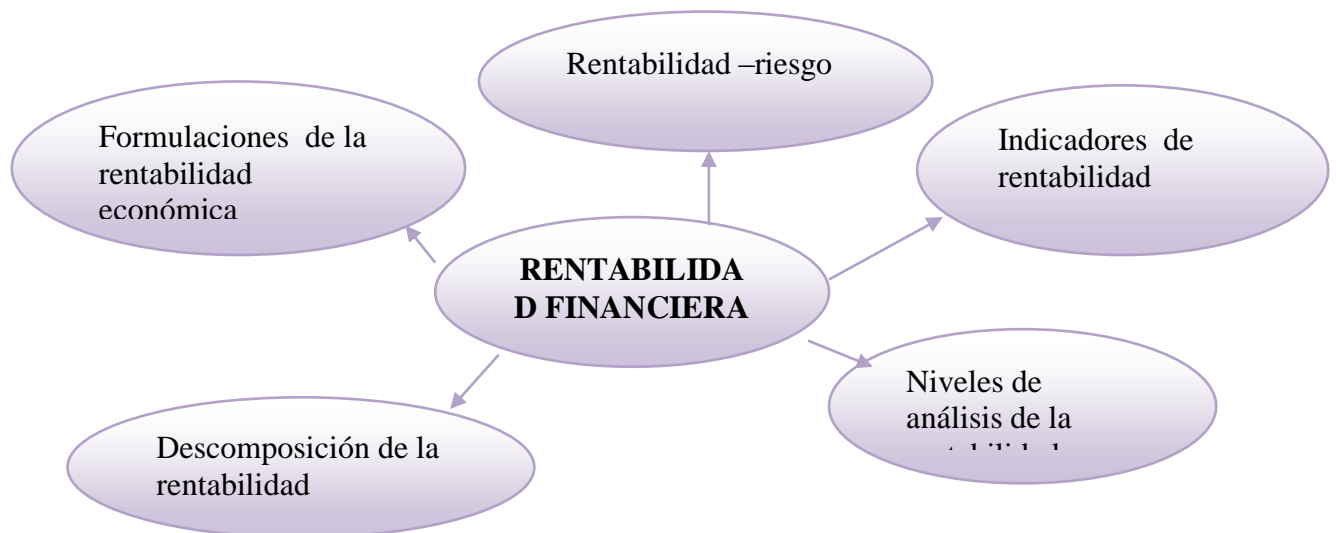 Rentabilidad –riesgo
Formulaciones de la
rentabilidad
económica
Indicadores de
rentabilidad
RENTABILIDA
D FINANCIERA
Niveles de
análisis de la
Descomposición de la
rentabilidad